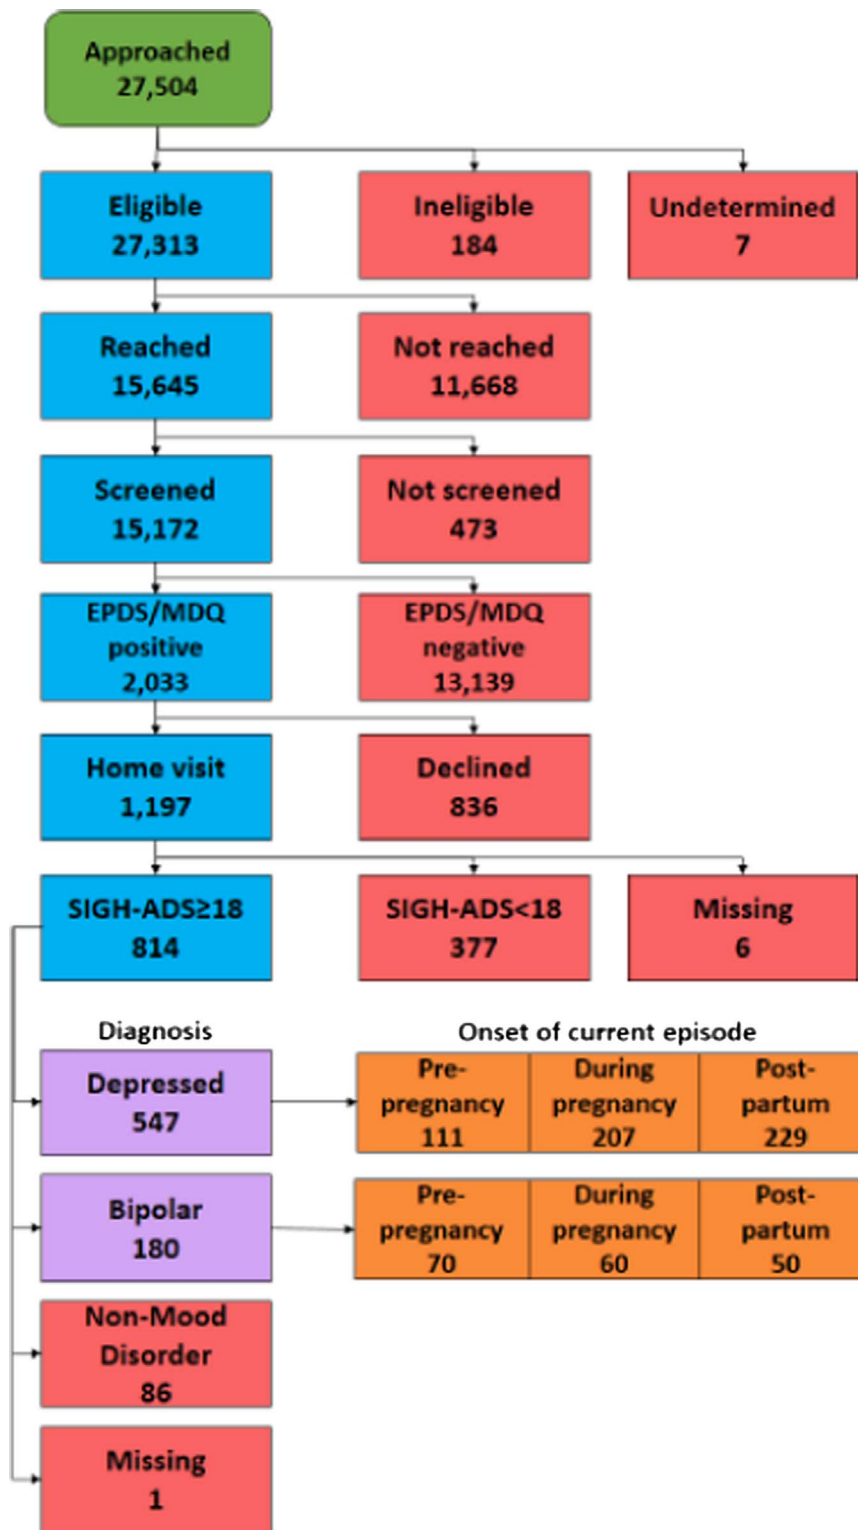 Approached
27,504
Eligible
27,313
Ineligible
184
Undetermined
7
Reached
15,645
Not reached
11,668
Screened
15,172
Not screened
473
EPDS/MDQ
positive
2,033
EPDS/MDQ
negative
13,139
Home visit
1,197
Declined
836
SIGH-ADS≥18
814
SIGH-ADS<18
377
Missing
6
Diagnosis
Onset of current episode
Depressed
547
Pre-
pregnancy
111
During
pregnancy
207
Post-
partum
229
Bipolar
180
Pre-
pregnancy
70
During
pregnancy
60
Post-
partum
50
Non-Mood
Disorder
86
Missing
1